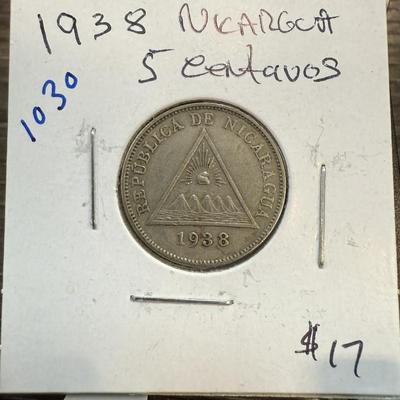 1938 NICARGUA
5 Centavos
1030
REPUBLICA DE NICARAGUA
1938
$17